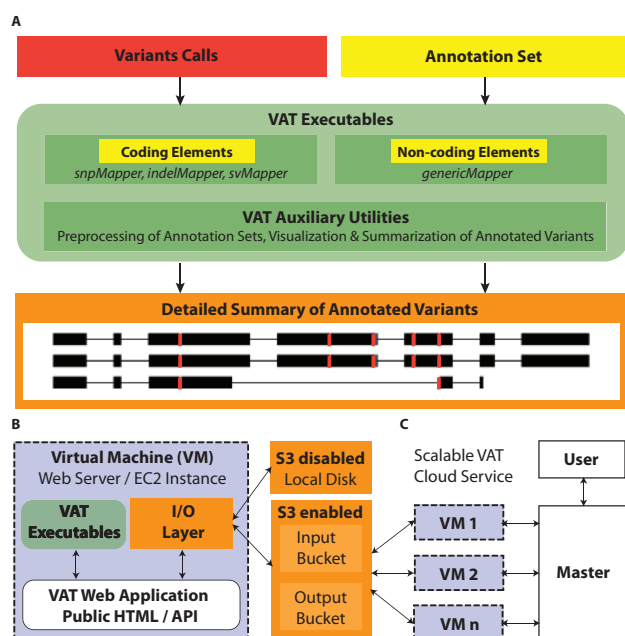 A
Variants Calls
Annotation Set
VAT Executables
Coding Elements
snpMapper, indelMapper, svMapper
Non-coding Elements
genericMapper
VAT Auxiliary Utilities
Preprocessing of Annotation Sets, Visualization & Summarization of Annotated Variants
Detailed Summary of Annotated Variants
B
Virtual Machine (VM)
Web Server / EC2 Instance
VAT
Executables
I/O
Layer
VAT Web Application
Public HTML / API
S3 disabled
Local Disk
S3 enabled
Input
Bucket
Output
Bucket
C
Scalable VAT
Cloud Service
User
VM 1
VM 2
VM n
Master